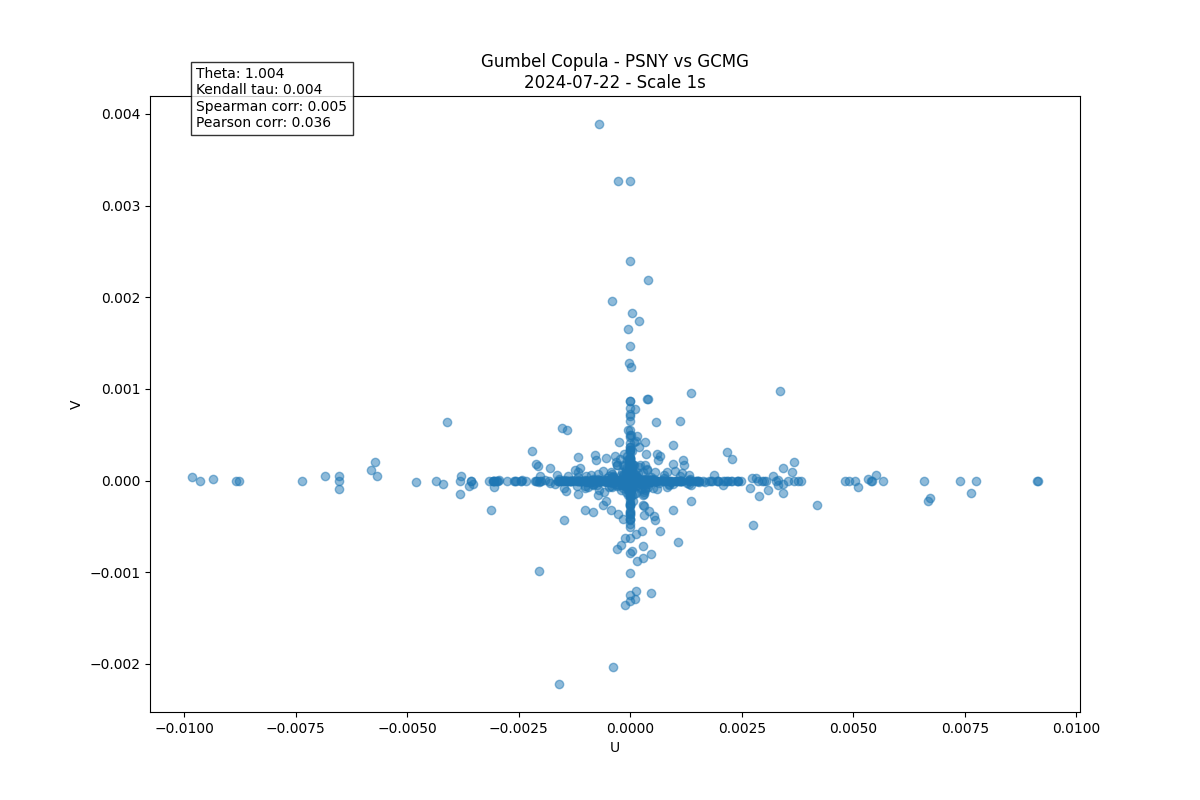 Gumbel Copula - PSNY vs GCMG
2024-07-22 - Scale 1s
Theta: 1.004
Kendall tau: 0.004
Spearman corr: 0.005
Pearson corr: 0.036
0.004
0.003
0.002
0.001
0.000
−0.001
−0.002
V
−0.0100 −0.0075 −0.0050 −0.0025 0.0000 0.0025 0.0050 0.0075 0.0100
U